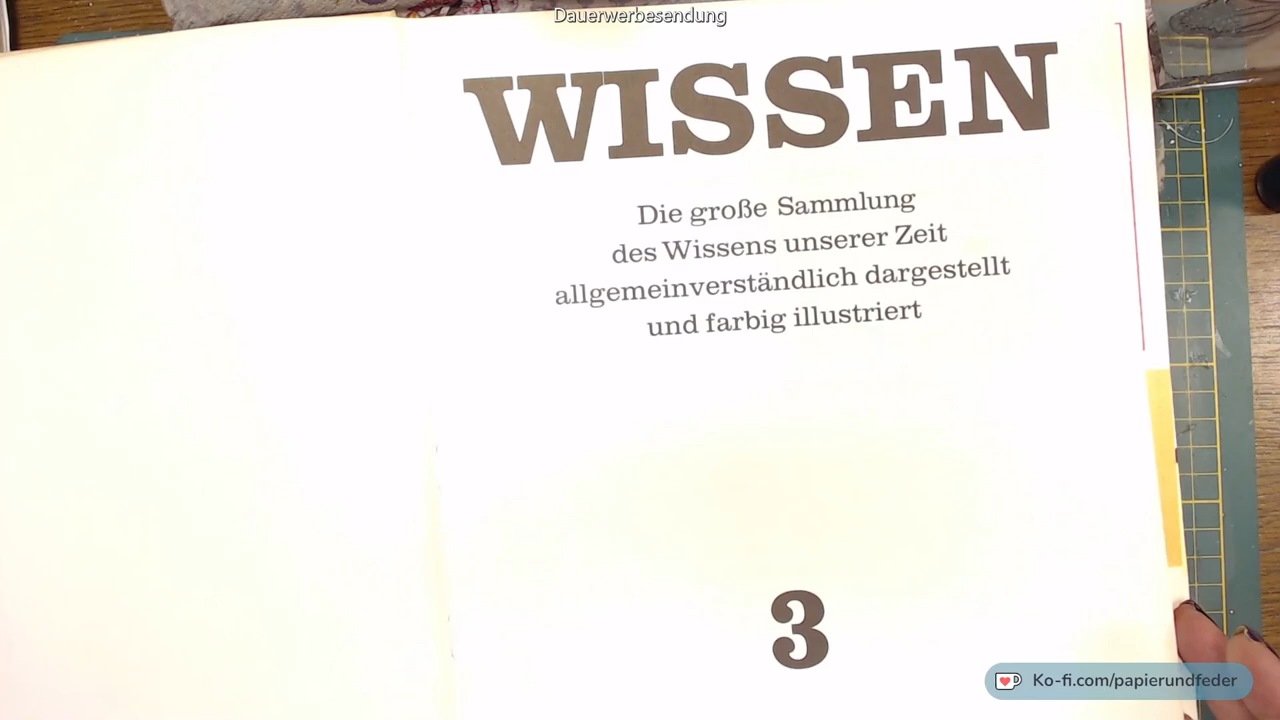 Dauerwerbesendung
WISSEN
Die große Sammlung
des Wissens unserer Zeit
allgemeinverständlich dargestellt
und farbig illustriert
3
Ko-fi.com/papierundfeder